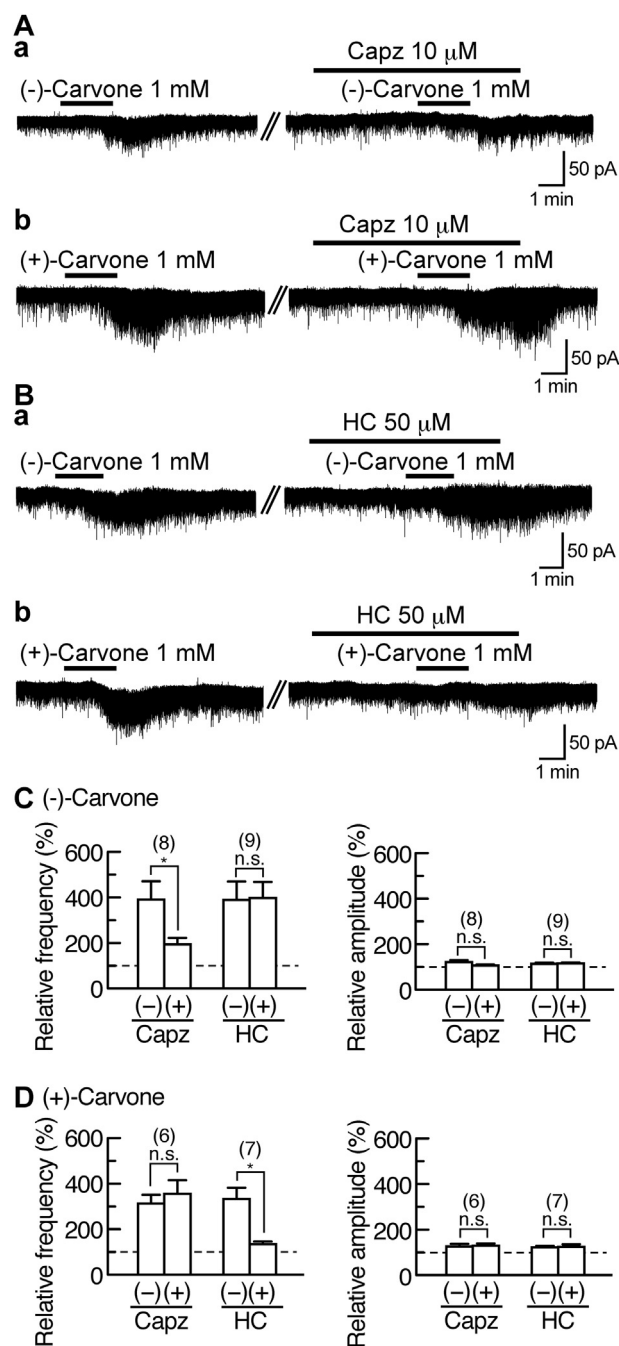 A
a
Capz 10 μM
(-)-Carvone 1 mM
(-)-Carvone 1 mM
50 pA
1 min
b
Capz 10 μM
(+)-Carvone 1 mM
(+)-Carvone 1 mM
50 pA
1 min
B
a
HC 50 μM
(-)-Carvone 1 mM
(-)-Carvone 1 mM
50 pA
1 min
b
HC 50 μM
(+)-Carvone 1 mM
(+)-Carvone 1 mM
50 pA
1 min
C (-)-Carvone
Relative frequency (%)
600
400
200
0
(8)
*
(9)
n.s.
(–)(+)
Capz
(–)(+)
HC
Relative amplitude (%)
600
400
200
0
(8)
n.s.
(9)
n.s.
(–)(+)
Capz
(–)(+)
HC
D (+)-Carvone
Relative frequency (%)
600
400
200
0
(6)
n.s.
(7)
*
(–)(+)
Capz
(–)(+)
HC
Relative amplitude (%)
600
400
200
0
(6)
n.s.
(7)
n.s.
(–)(+)
Capz
(–)(+)
HC